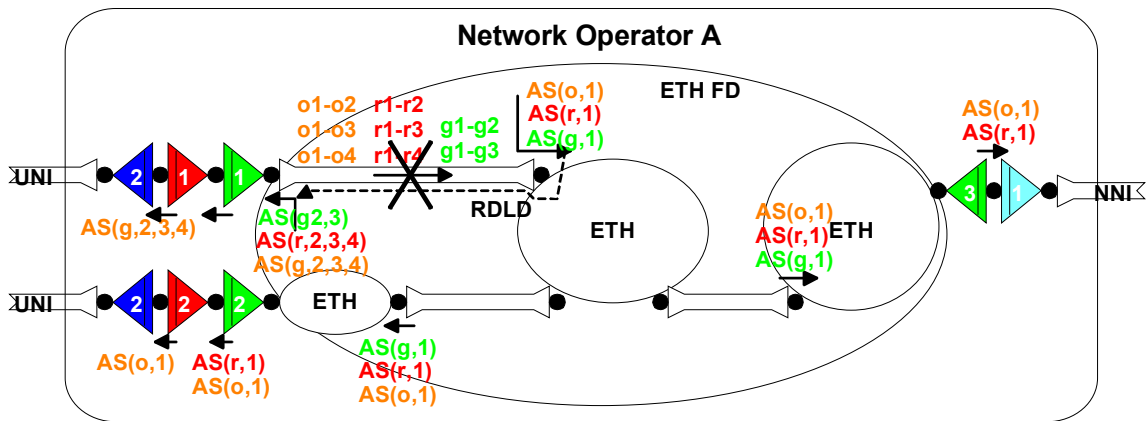 Network Operator A
ETH FD
o1-o2 r1-r2
o1-o3 r1-r3 g1-g2
o1-o4 r1-r4 g1-g3
AS(o,1)
AS(r,1)
AS(g,1)
AS(o,1)
AS(r,1)
UNI
2
1
1
RDLD
3
1
NNI
AS(g,2,3,4)
AS(g2,3)
AS(r,2,3,4)
AS(g,2,3,4)
ETH
AS(o,1)
AS(r,1)
ETH
AS(g,1)
UNI
2
2
2
ETH
AS(o,1)
AS(r,1)
AS(o,1)
AS(g,1)
AS(r,1)
AS(o,1)